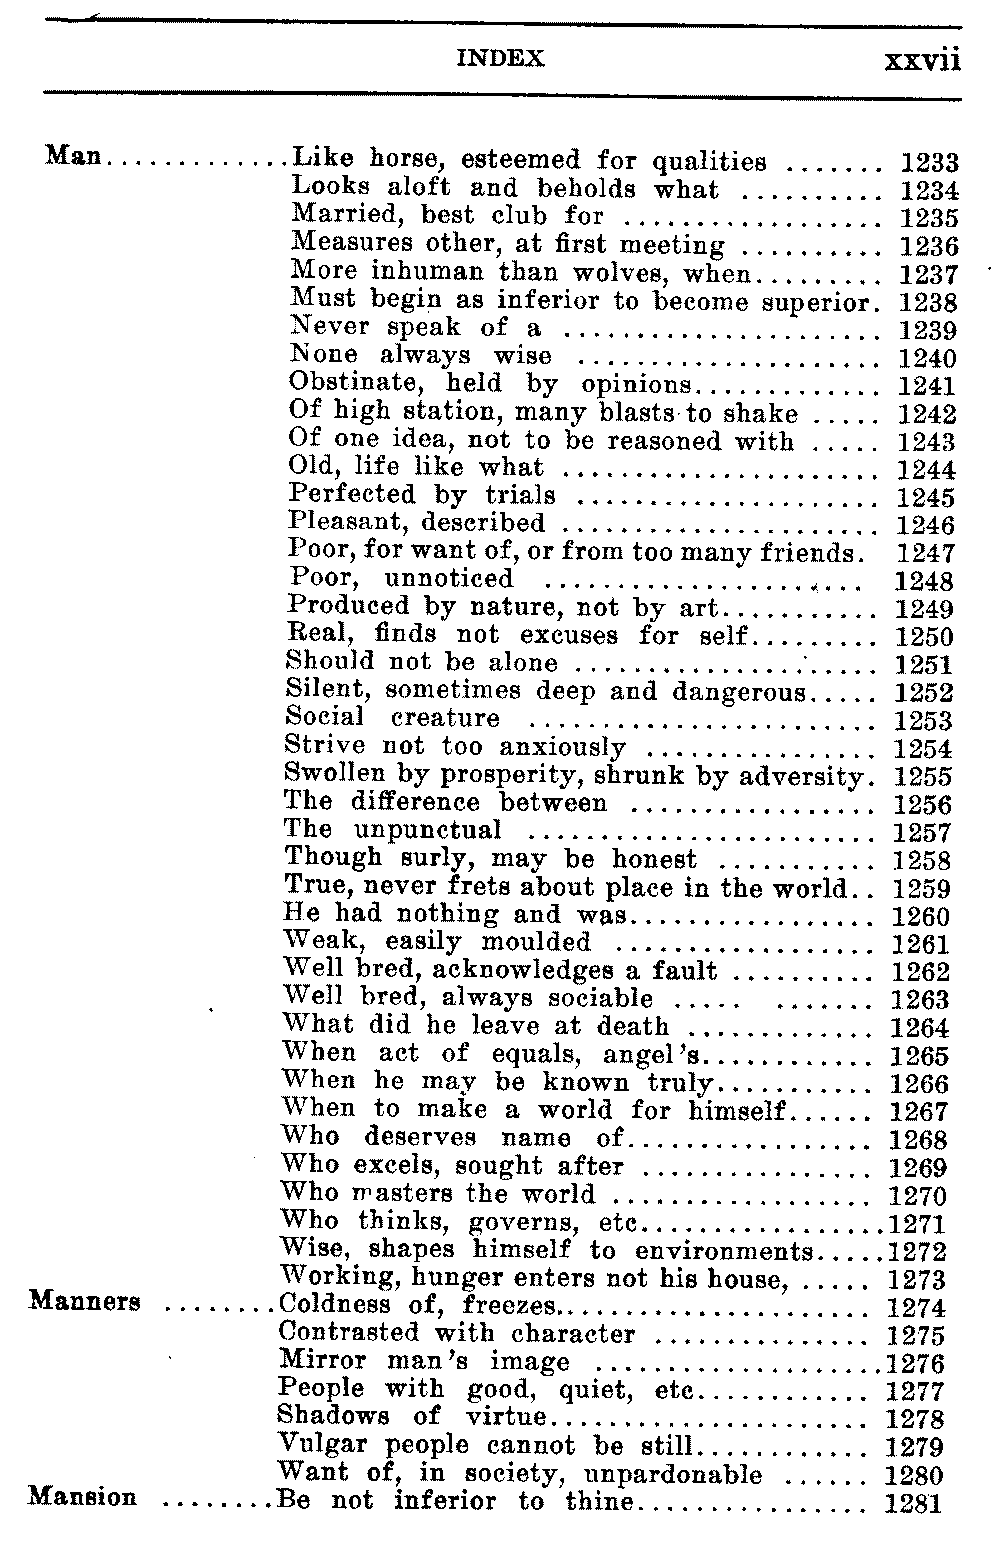 INDEX xxvii
Man.............Like horse, esteemed for qualities ....... 1233
Looks aloft and beholds what .......... 1234
Married, best club for .................. 1235
Measures other, at first meeting .......... 1236
More inhuman than wolves, when......... 1237
Must begin as inferior to become superior. 1238
Never speak of a ...................... 1239
None always wise ..................... 1240
Obstinate, held by opinions............. 1241
Of high station, many blasts to shake ..... 1242
Of one idea, not to be reasoned with ..... 1243
Old, life like what ...................... 1244
Perfected by trials ..................... 1245
Pleasant, described ...................... 1246
Poor, for want of, or from too many friends. 1247
Poor, unnoticed ...................... 1248
Produced by nature, not by art........... 1249
Real, finds not excuses for self......... 1250
Should not be alone ..................... 1251
Silent, sometimes deep and dangerous..... 1252
Social creature ........................ 1253
Strive not too anxiously ................ 1254
Swollen by prosperity, shrunk by adversity. 1255
The difference between ................. 1256
The unpunctual ........................ 1257
Though surly, may be honest ........... 1258
True, never frets about place in the world.. 1259
He had nothing and was................. 1260
Weak, easily moulded .................. 1261
Well bred, acknowledges a fault .......... 1262
Well bred, always sociable ..... ....... 1263
What did he leave at death ............. 1264
When act of equals, angel's............ 1265
When he may be known truly........... 1266
When to make a world for himself...... 1267
Who deserves name of................. 1268
Who excels, sought after ................ 1269
Who masters the world .................. 1270
Who thinks, governs, etc.................1271
Wise, shapes himself to environments.....1272
Working, hunger enters not his house, ..... 1273
Manners ........Coldness of, freezes...................... 1274
Contrasted with character ............... 1275
Mirror man's image ....................1276
People with good, quiet, etc............ 1277
Shadows of virtue...................... 1278
Vulgar people cannot be still............ 1279
Want of, in society, unpardonable ...... 1280
Mansion ........Be not inferior to thine................ 1281